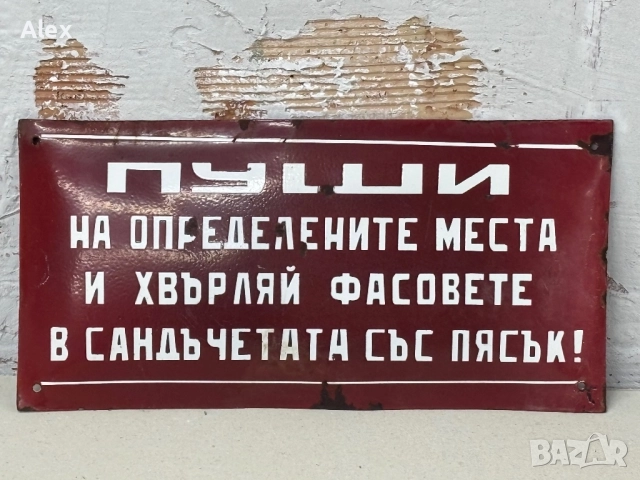 Alex
ПУШИ
НА ОПРЕДЕЛЕНИТЕ МЕСТА
И ХВЪРЛЯЙ ФАСОВЕТЕ
В САНДЪЧЕТАТА СЪС ПЯСЪК!
BAZAR